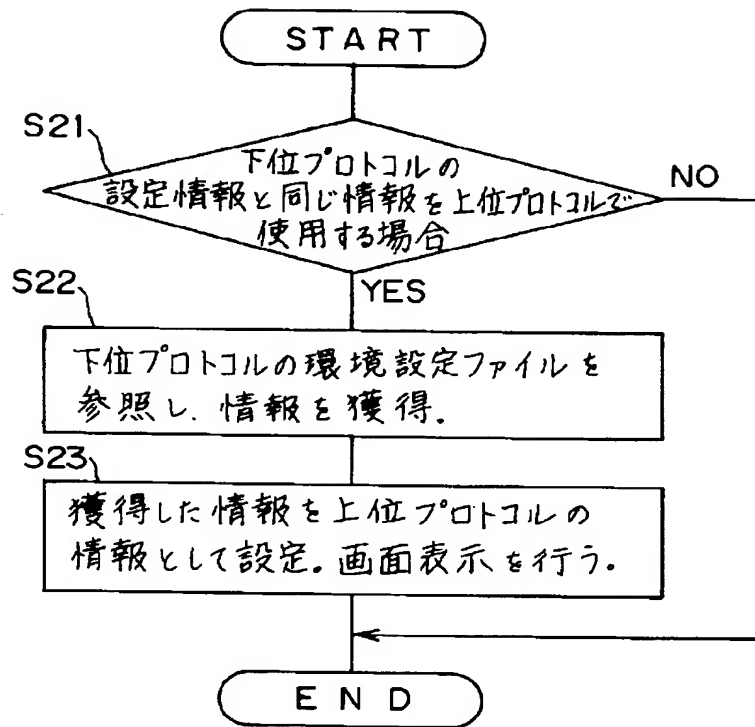 START
S21
下位プロトコルの
設定情報と同じ情報を上位プロトコルで
使用する場合
NO
YES
S22
下位プロトコルの環境設定ファイルを
参照し、情報を獲得.
S23
獲得した情報を上位プロトコルの
情報として設定。画面表示を行う.
END